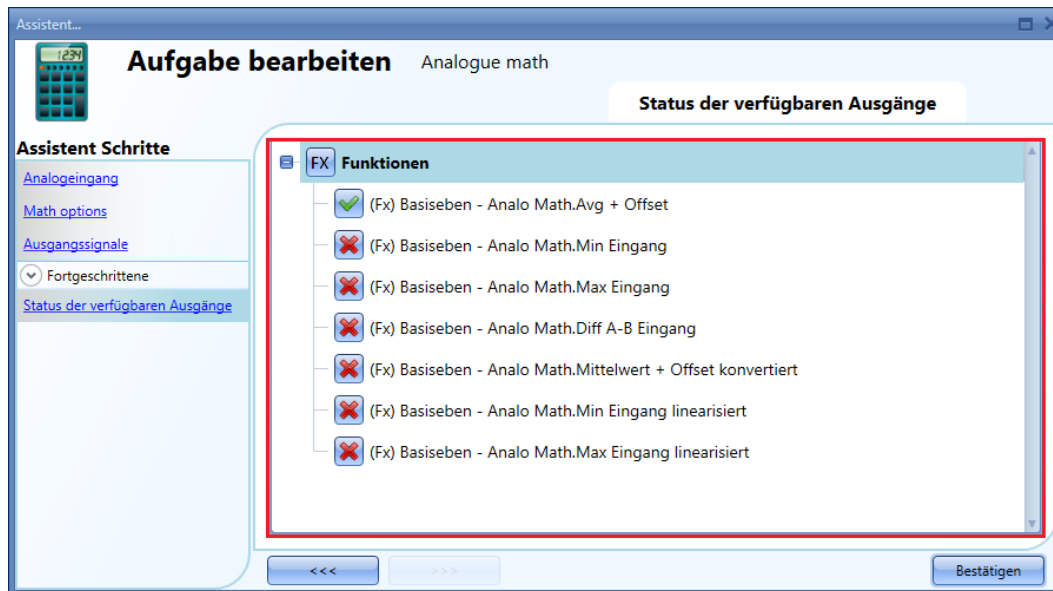 Assistent...
1234
Aufgabe bearbeiten Analogue math
Status der verfügbaren Ausgänge
Assistent Schritte
Analogeingang
Math options
Ausgangssignale
Fortgeschrittene
Status der verfügbaren Ausgänge
FX Funktionen
(Fx) Basiseben - Analo Math.Avg + Offset
(Fx) Basiseben - Analo Math.Min Eingang
(Fx) Basiseben - Analo Math.Max Eingang
(Fx) Basiseben - Analo Math.Diff A-B Eingang
(Fx) Basiseben - Analo Math.Mittelwert + Offset konvertiert
(Fx) Basiseben - Analo Math.Min Eingang linearisiert
(Fx) Basiseben - Analo Math.Max Eingang linearisiert
<<<
>>>
Bestätigen